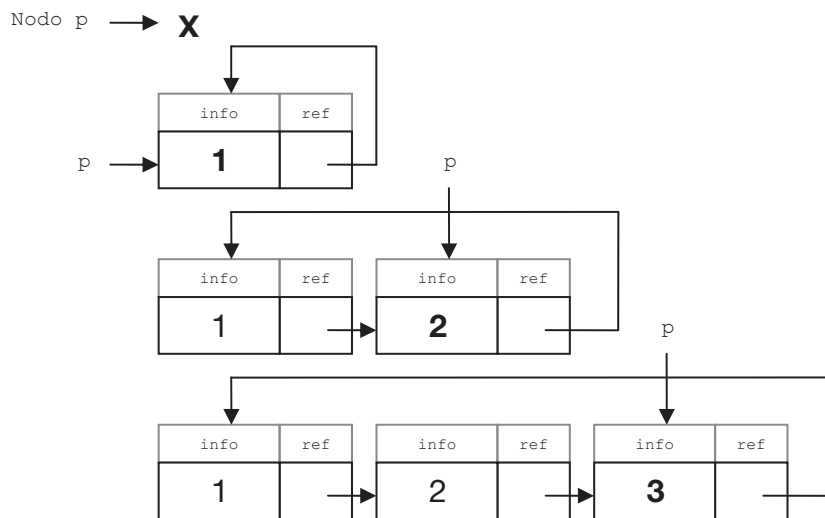 Nodo p X
info ref
p 1
p
info ref info ref
1 2
p
info ref info ref info ref
1 2 3